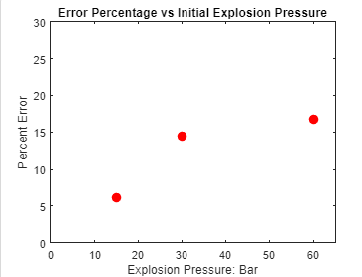 Error Percentage vs Initial Explosion Pressure
30
25
20
15
10
5
0
Percent Error
0 10 20 30 40 50 60
Explosion Pressure: Bar